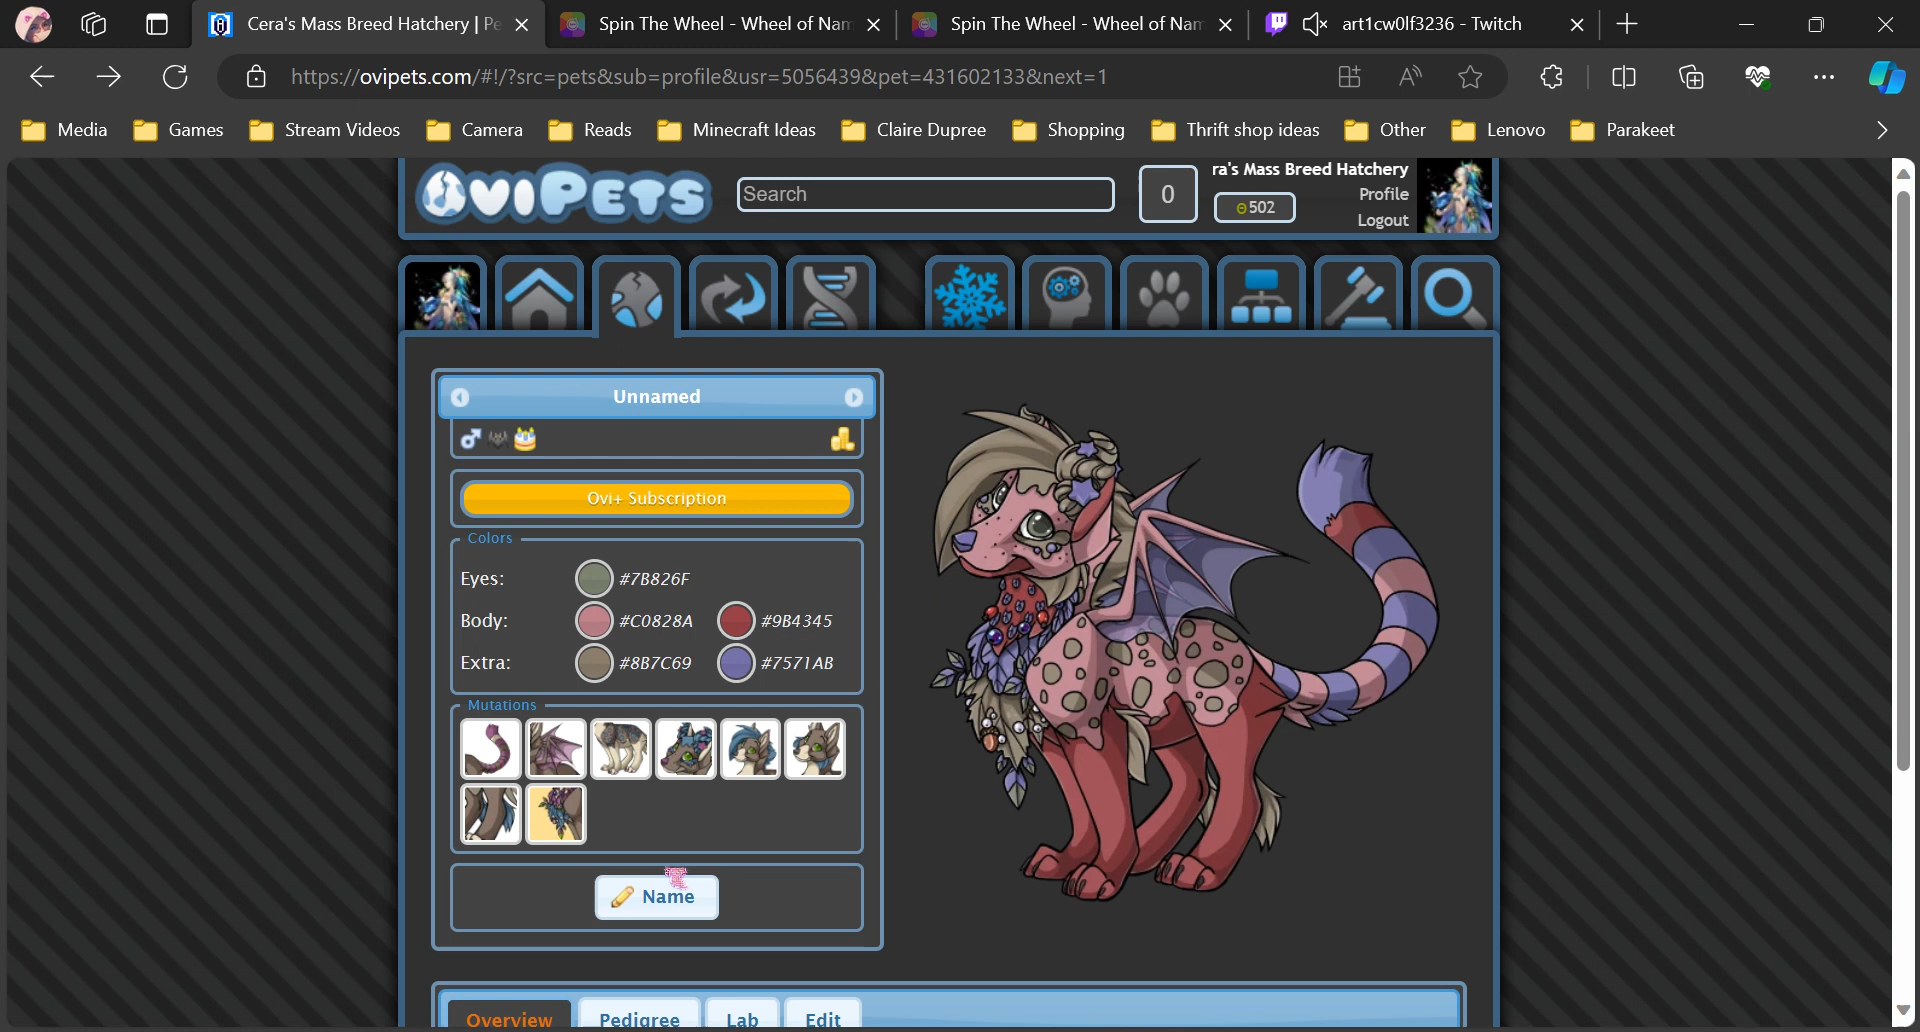 Cera's Mass Breed Hatchery | Pe
Spin The Wheel - Wheel of Nam
Spin The Wheel - Wheel of Nam
art1cw0lf3236 - Twitch
https://ovipets.com/#!/?src=pets&sub=profile&usr=5056439&pet=431602133&next=1
Media
Games
Stream Videos
Camera
Reads
Minecraft Ideas
Claire Dupree
Shopping
Thrift shop ideas
Other
Lenovo
Parakeet
OviPets
Search
0
ra's Mass Breed Hatchery
502
Profile
Logout
Unnamed
Ovi+ Subscription
Colors
Eyes: #7B826F
Body: #C0828A #9B4345
Extra: #8B7C69 #7571AB
Mutations
Name
Overview Pedigree Lab Edit